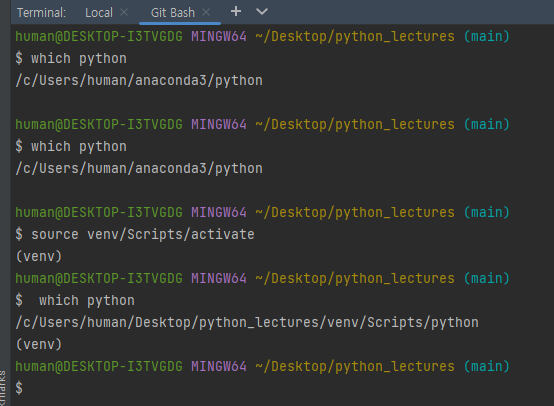 Terminal: Local × Git Bash × +
human@DESKTOP-I3TVGDG MINGW64 ~/Desktop/python_lectures (main)
$ which python
/c/Users/human/anaconda3/python
human@DESKTOP-I3TVGDG MINGW64 ~/Desktop/python_lectures (main)
$ which python
/c/Users/human/anaconda3/python
human@DESKTOP-I3TVGDG MINGW64 ~/Desktop/python_lectures (main)
$ source venv/Scripts/activate
(venv)
human@DESKTOP-I3TVGDG MINGW64 ~/Desktop/python_lectures (main)
$  which python
/c/Users/human/Desktop/python_lectures/venv/Scripts/python
(venv)
human@DESKTOP-I3TVGDG MINGW64 ~/Desktop/python_lectures (main)
$